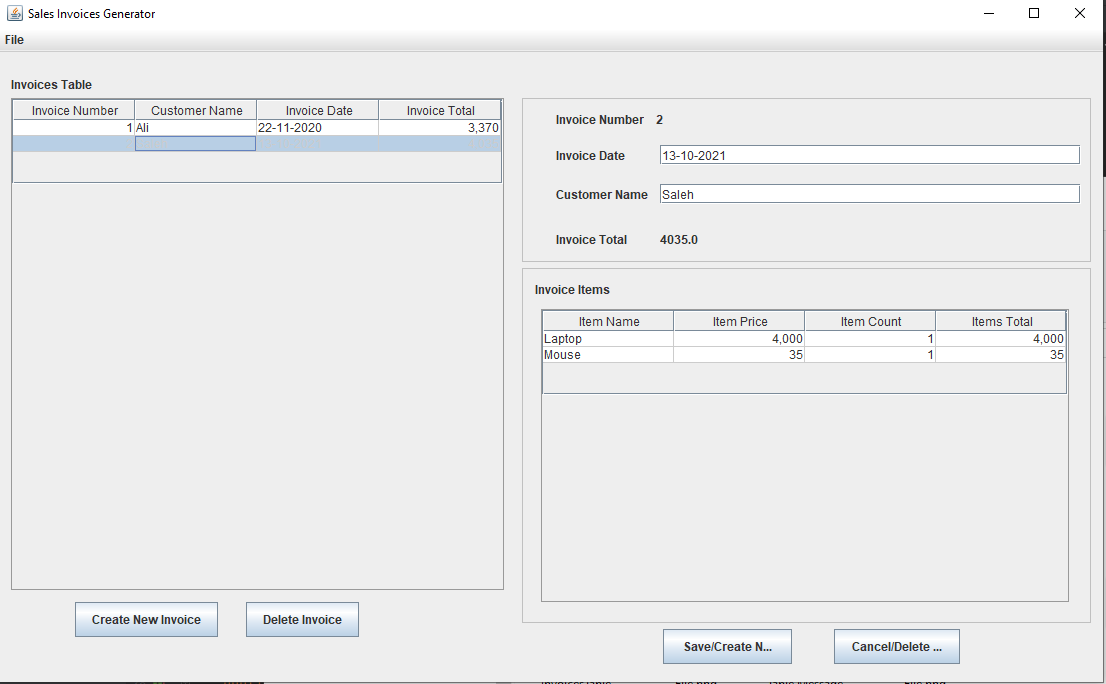 Sales Invoices Generator
File
Invoices Table
Invoice Number Customer Name Invoice Date Invoice Total
1 Ali 22-11-2020 3,370
Invoice Number 2
Invoice Date 13-10-2021
Customer Name Saleh
Invoice Total 4035.0
Invoice Items
Item Name Item Price Item Count Items Total
Laptop 4,000 1 4,000
Mouse 35 1 35
Create New Invoice Delete Invoice
Save/Create N... Cancel/Delete ...